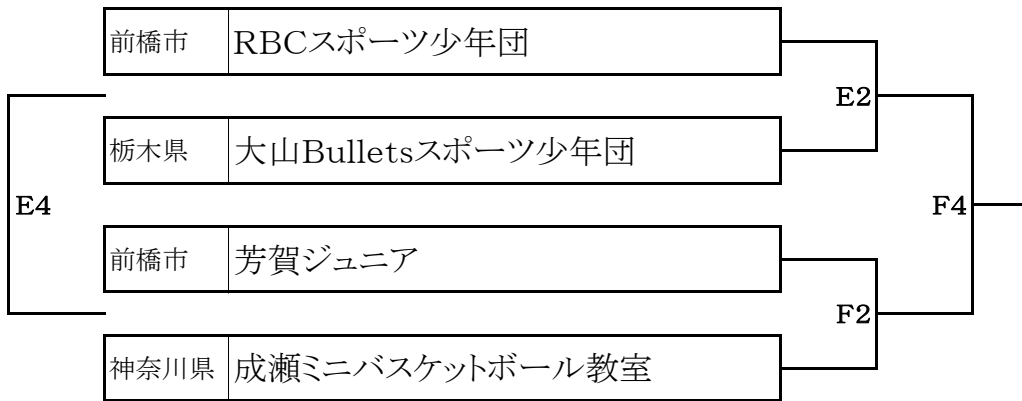 前橋市 RBCスポーツ少年団
E2
栃木県 大山Bulletsスポーツ少年団
E4
F4
前橋市 芳賀ジュニア
F2
神奈川県 成瀬ミニバスケットボール教室